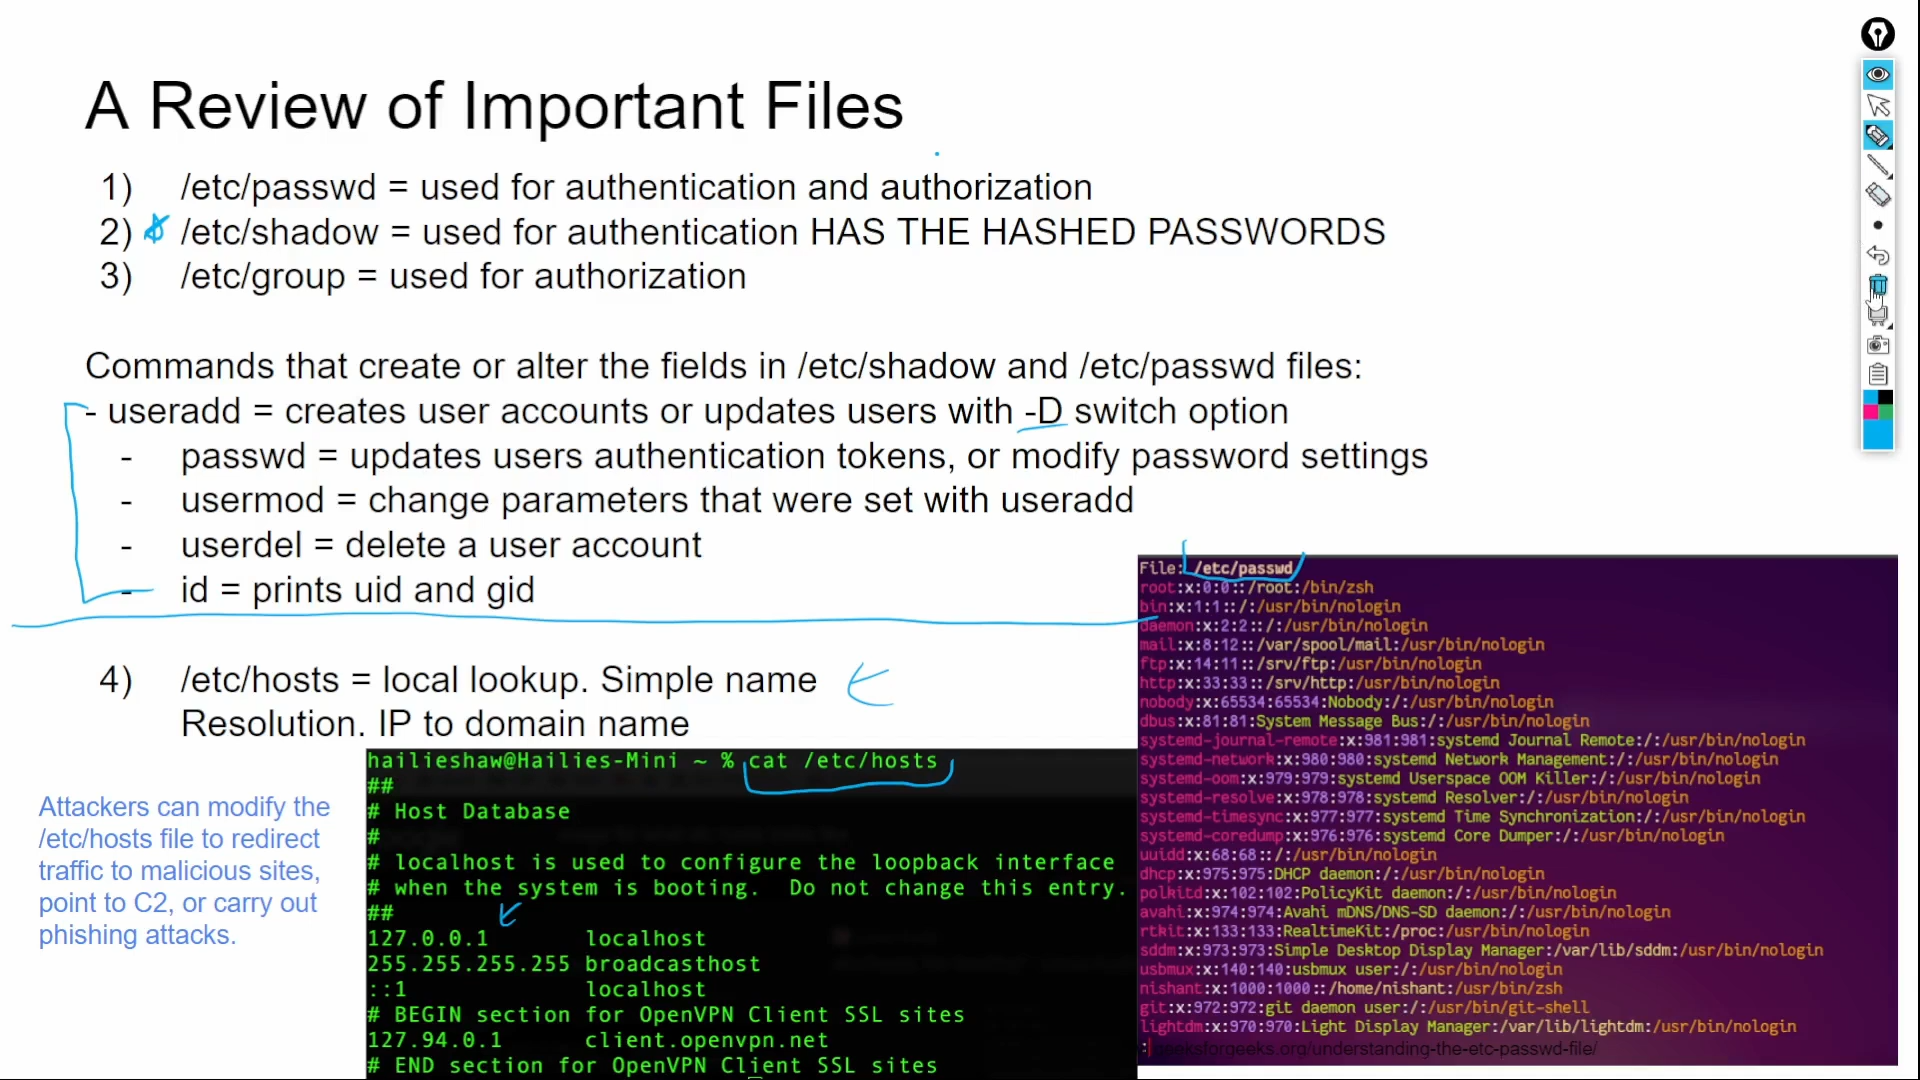 A Review of Important Files
1) /etc/passwd = used for authentication and authorization
2) /etc/shadow = used for authentication HAS THE HASHED PASSWORDS
3) /etc/group = used for authorization
Commands that create or alter the fields in /etc/shadow and /etc/passwd files:
- useradd = creates user accounts or updates users with -D switch option
- passwd = updates users authentication tokens, or modify password settings
- usermod = change parameters that were set with useradd
- userdel = delete a user account
- id = prints uid and gid
4) /etc/hosts = local lookup. Simple name
Resolution. IP to domain name
Attackers can modify the
/etc/hosts file to redirect
traffic to malicious sites,
point to C2, or carry out
phishing attacks.
hailieshaw@Hailies-Mini ~ % cat /etc/hosts
##
# Host Database
#
# localhost is used to configure the loopback interface
# when the system is booting.  Do not change this entry.
##
127.0.0.1 localhost
255.255.255.255 broadcasthost
::1 localhost
# BEGIN section for OpenVPN Client SSL sites
127.94.0.1 client.openvpn.net
# END section for OpenVPN Client SSL sites
File: /etc/passwd
root:x:0:0::/root:/bin/zsh
bin:x:1:1::/:/usr/bin/nologin
daemon:x:2:2::/:/usr/bin/nologin
mail:x:8:12::/var/spool/mail:/usr/bin/nologin
ftp:x:14:11::/srv/ftp:/usr/bin/nologin
http:x:33:33::/srv/http:/usr/bin/nologin
nobody:x:65534:65534:Nobody:/:/usr/bin/nologin
dbus:x:81:81:System Message Bus:/:/usr/bin/nologin
systemd-journal-remote:x:981:981:systemd Journal Remote:/:/usr/bin/nologin
systemd-network:x:980:980:systemd Network Management:/:/usr/bin/nologin
systemd-oom:x:979:979:systemd Userspace OOM Killer:/:/usr/bin/nologin
systemd-resolve:x:978:978:systemd Resolver:/:/usr/bin/nologin
systemd-timesync:x:977:977:systemd Time Synchronization:/:/usr/bin/nologin
systemd-coredump:x:976:976:systemd Core Dumper:/:/usr/bin/nologin
uuidd:x:68:68::/:/usr/bin/nologin
dhcp:x:975:975:DHCP daemon:/:/usr/bin/nologin
polkitd:x:102:102:PolicyKit daemon:/:/usr/bin/nologin
avahi:x:974:974:Avahi mDNS/DNS-SD daemon:/:/usr/bin/nologin
rtkit:x:133:133:RealtimeKit:/proc:/usr/bin/nologin
sddm:x:973:973:Simple Desktop Display Manager:/var/lib/sddm:/usr/bin/nologin
usbmux:x:140:140:usbmux user:/:/usr/bin/nologin
nishant:x:1000:1000::/home/nishant:/usr/bin/zsh
git:x:972:972:git daemon user:/:/usr/bin/git-shell
lightdm:x:970:970:Light Display Manager:/var/lib/lightdm:/usr/bin/nologin
:
geeksforgeeks.org/understanding-the-etc-passwd-file/